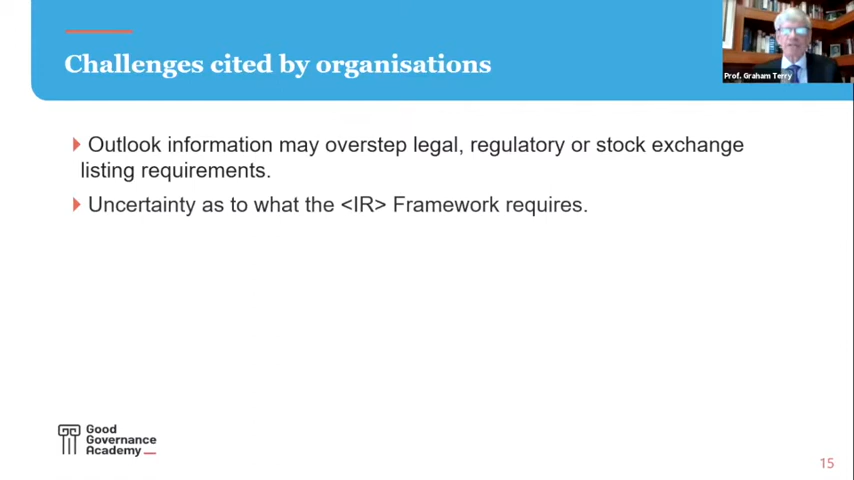 Challenges cited by organisations
Prof. Graham Terry
Outlook information may overstep legal, regulatory or stock exchange
listing requirements.
Uncertainty as to what the <IR> Framework requires.
Good
Governance
Academy
15